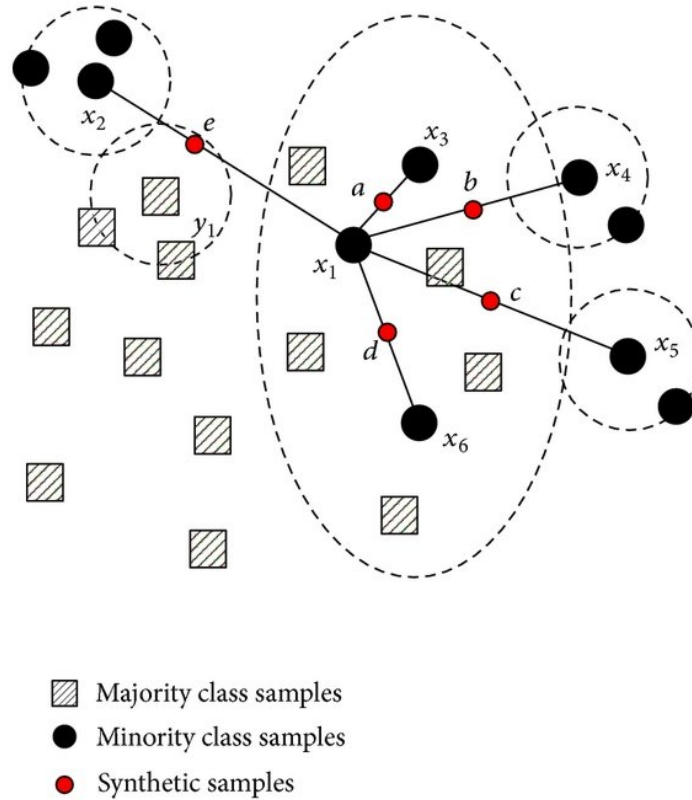 x2
e
x3
a
b
x4
y1
x1
c
d
x5
x6
Majority class samples
Minority class samples
Synthetic samples